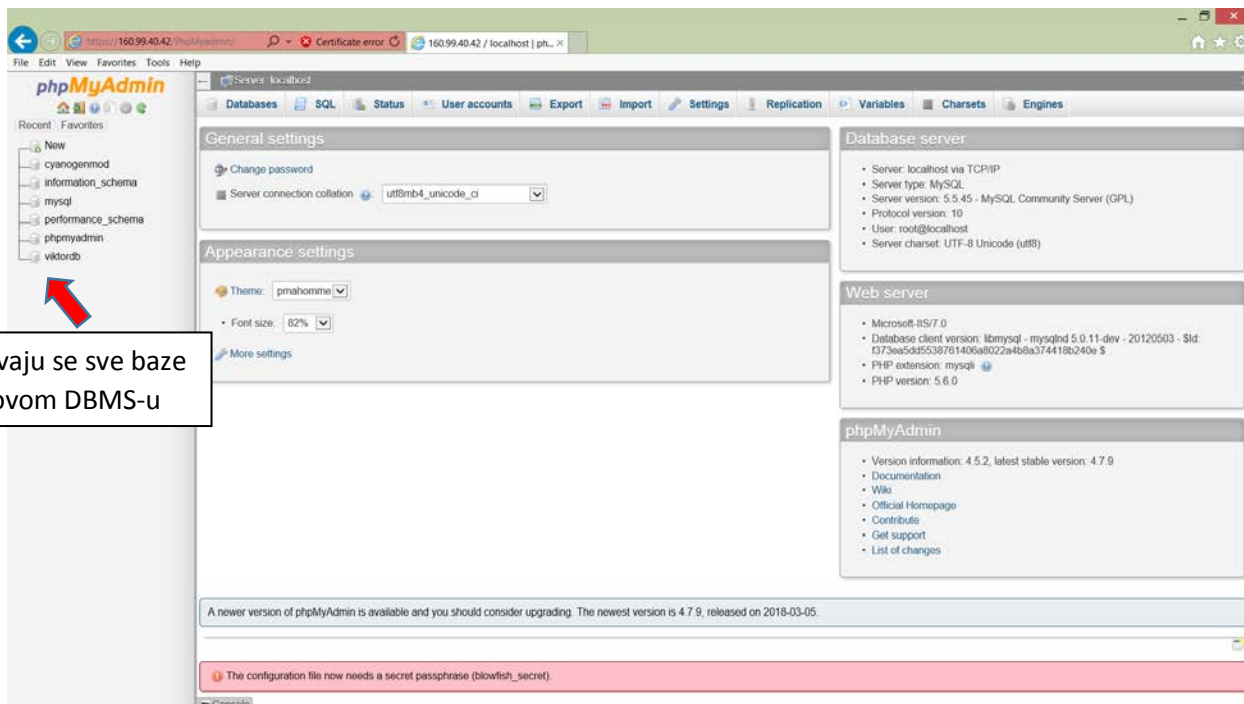 https://160.99.40.42/PhpMyadmin/
Certificate error
160.99.40.42 / localhost | ph...
File Edit View Favorites Tools Help
phpMyAdmin
Recent Favorites
New
cyanogenmod
information_schema
mysql
performance_schema
phpmyadmin
viktordb
vaju se sve baze
ovom DBMS-u
Server: localhost
Databases SQL Status User accounts Export Import Settings Replication Variables Charsets Engines
General settings
Change password
Server connection collation : utf8mb4_unicode_ci
Appearance settings
Theme: pmahomme
• Font size: 82%
More settings
Database server
• Server: localhost via TCP/IP
• Server type: MySQL
• Server version: 5.5.45 - MySQL Community Server (GPL)
• Protocol version: 10
• User: root@localhost
• Server charset: UTF-8 Unicode (utf8)
Web server
• Microsoft-IIS/7.0
• Database client version: libmysql - mysqlnd 5.0.11-dev - 20120503 - $Id:
f373ea5dd5538761406a8022a4b8a374418b240e $
• PHP extension: mysqli
• PHP version: 5.6.0
phpMyAdmin
• Version information: 4.5.2, latest stable version: 4.7.9
• Documentation
• Wiki
• Official Homepage
• Contribute
• Get support
• List of changes
A newer version of phpMyAdmin is available and you should consider upgrading. The newest version is 4.7.9, released on 2018-03-05.
The configuration file now needs a secret passphrase (blowfish_secret).
Console